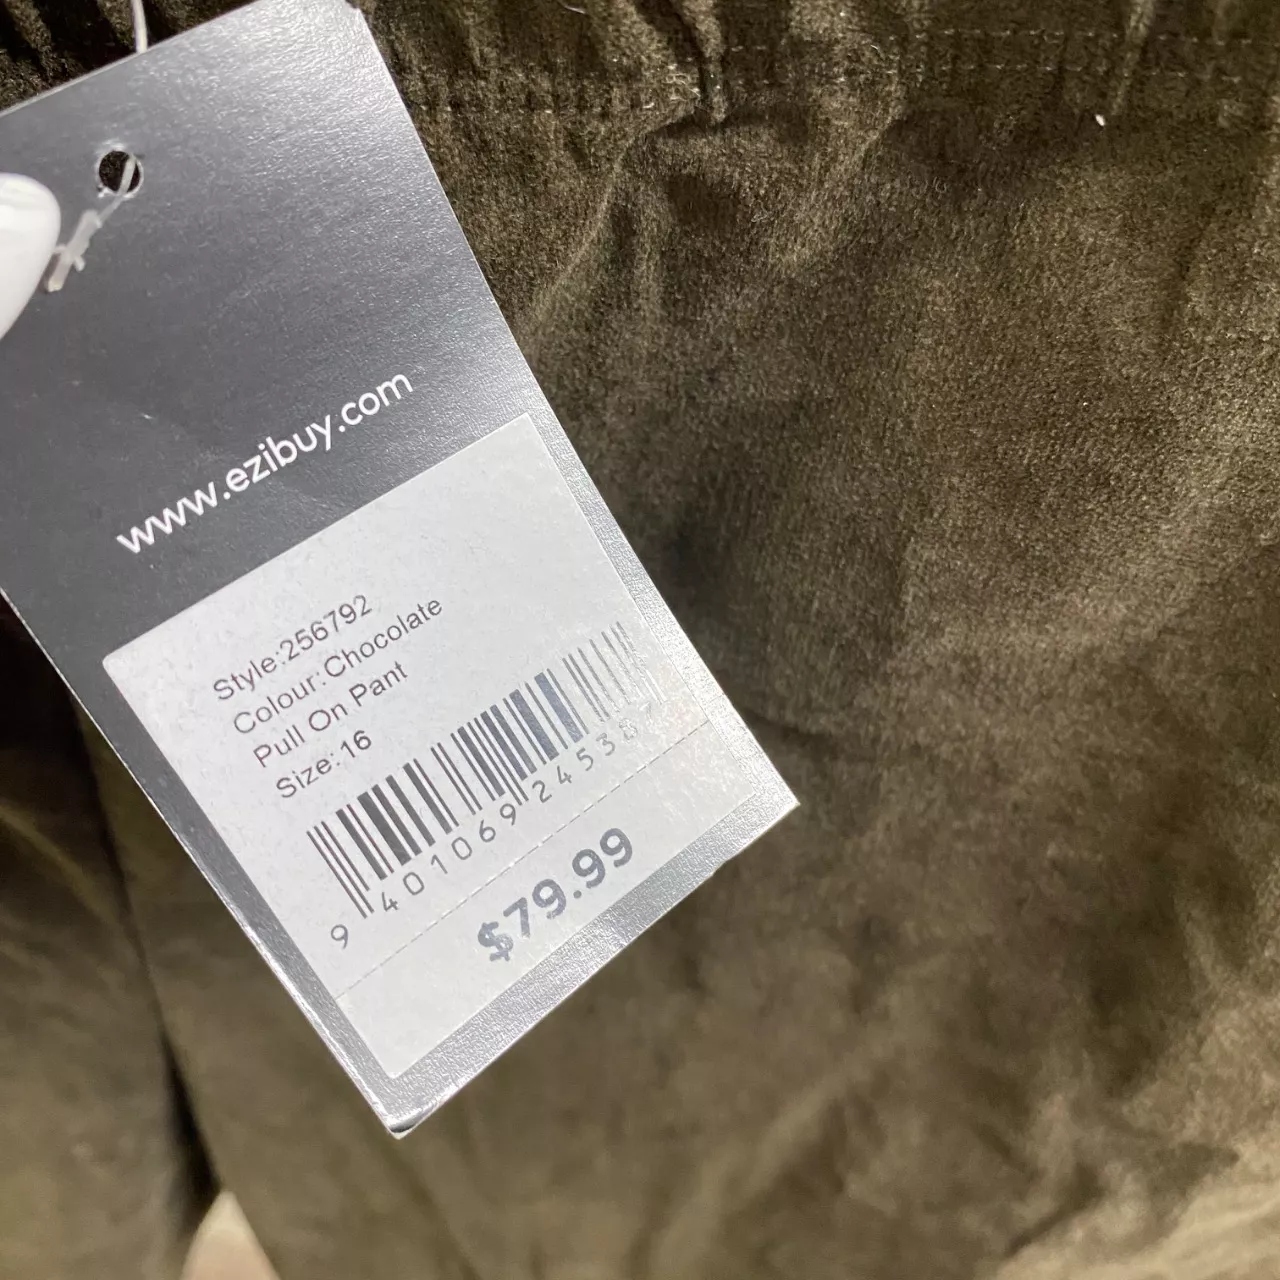 www.ezibuy.com
Style:256792
Colour:Chocolate
Pull On Pant
Size:16
$79.99